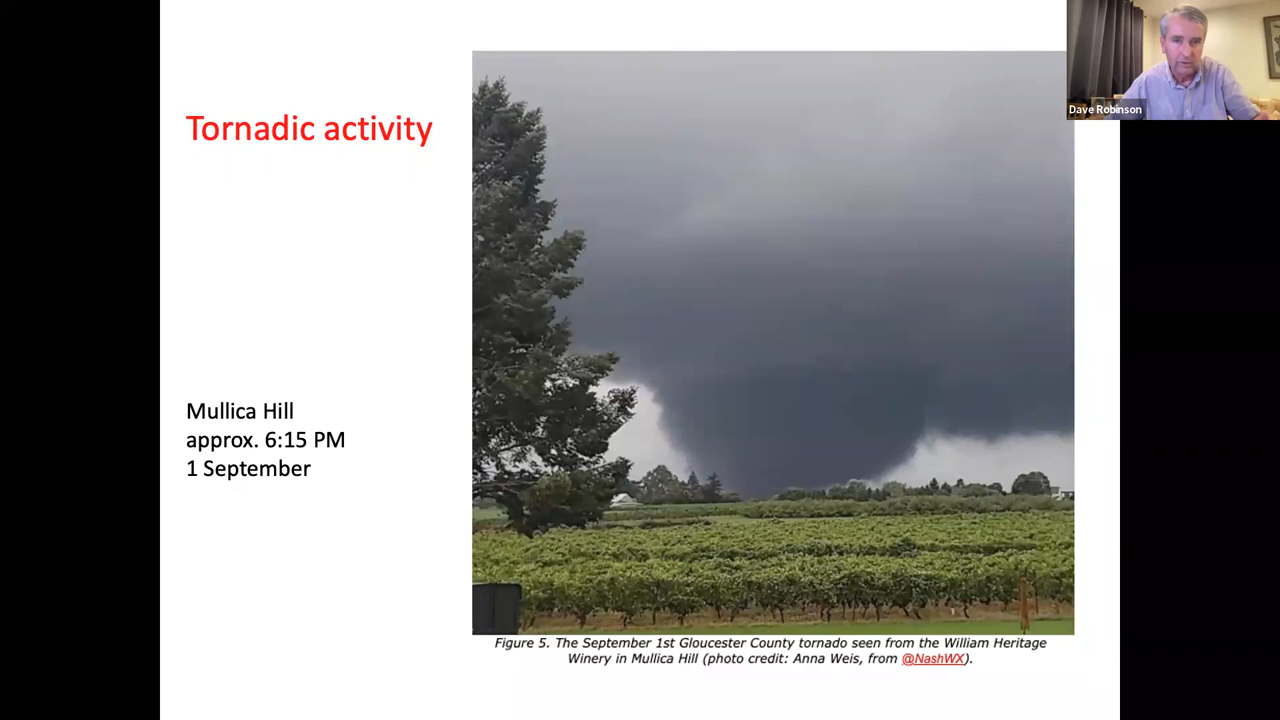 Dave Robinson
Tornadic activity
Mullica Hill
approx. 6:15 PM
1 September
Figure 5. The September 1st Gloucester County tornado seen from the William Heritage
Winery in Mullica Hill (photo credit: Anna Weis, from @NashWX).